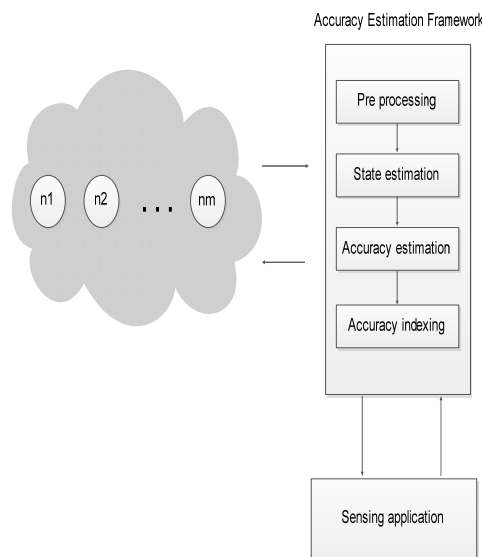 Accuracy Estimation Framework
Pre processing
State estimation
n1 n2 ... nm
Accuracy estimation
Accuracy indexing
Sensing application